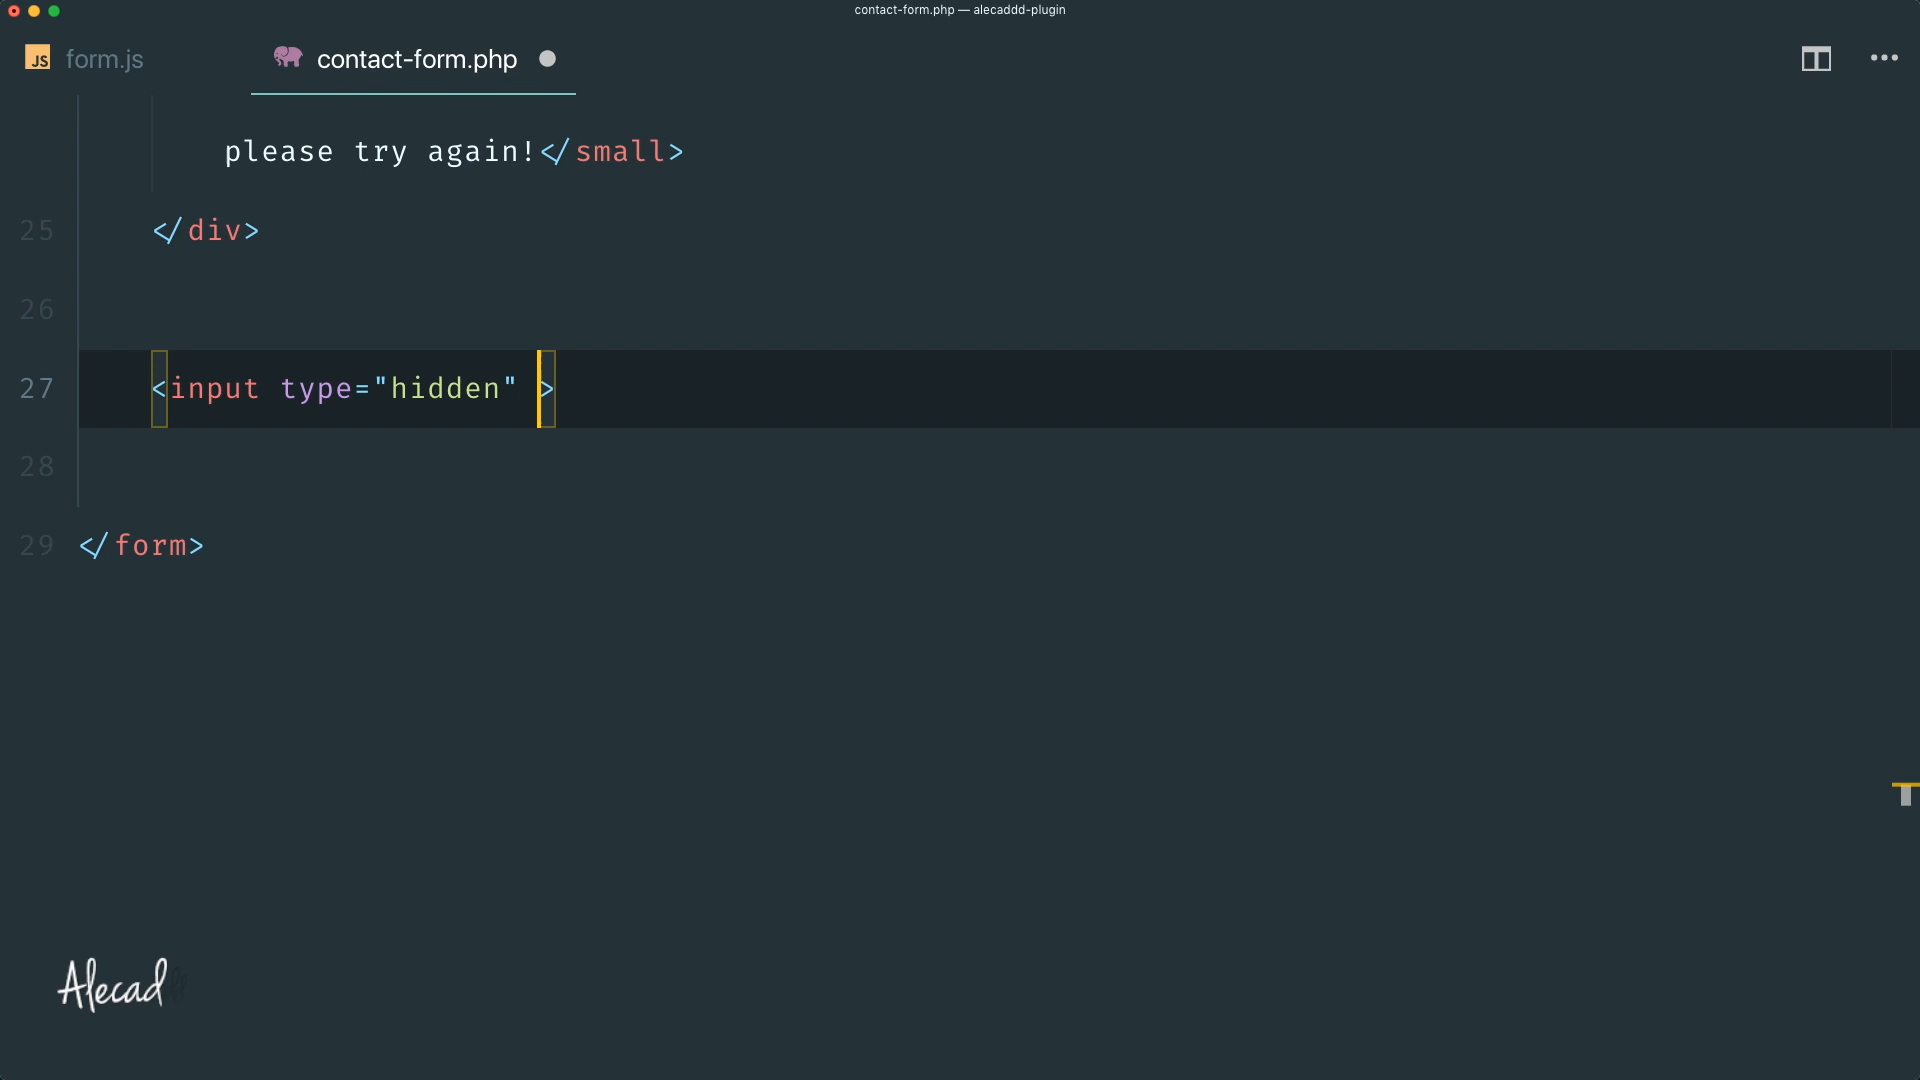 contact-form.php — alecaddd-plugin
JS form.js
contact-form.php
please try again!</small>
25 </div>
26
27 <input type="hidden" >
28
29 </form>
Alecad